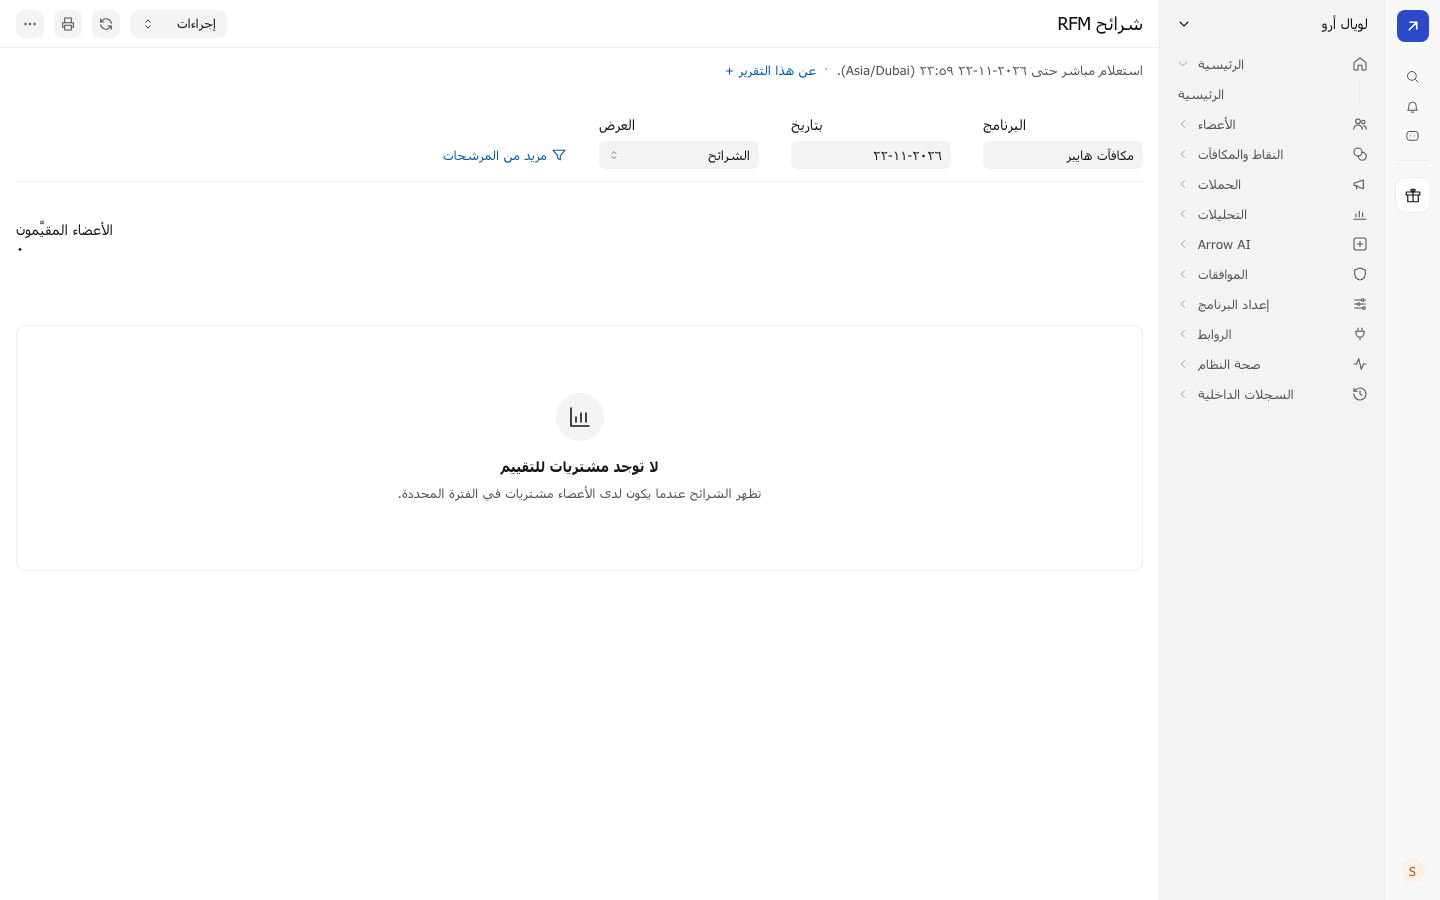 لويال أرو
الرئيسية
الرئيسية
الأعضاء
النقاط والمكافآت
الحملات
التحليلات
Arrow AI
الموافقات
إعداد البرنامج
الروابط
صحة النظام
السجلات الداخلية
S
شرائح RFM
إجراءات
استعلام مباشر حتى ٢٠٢٦-١١-٢٢ ٢٣:٥٩ (Asia/Dubai). · عن هذا التقرير +
البرنامج
مكافآت هايبر
بتاريخ
٢٠٢٦-١١-٢٢
العرض
الشرائح
مزيد من المرشحات
الأعضاء المقيَّمون
٠
لا توجد مشتريات للتقييم
تظهر الشرائح عندما يكون لدى الأعضاء مشتريات في الفترة المحددة.